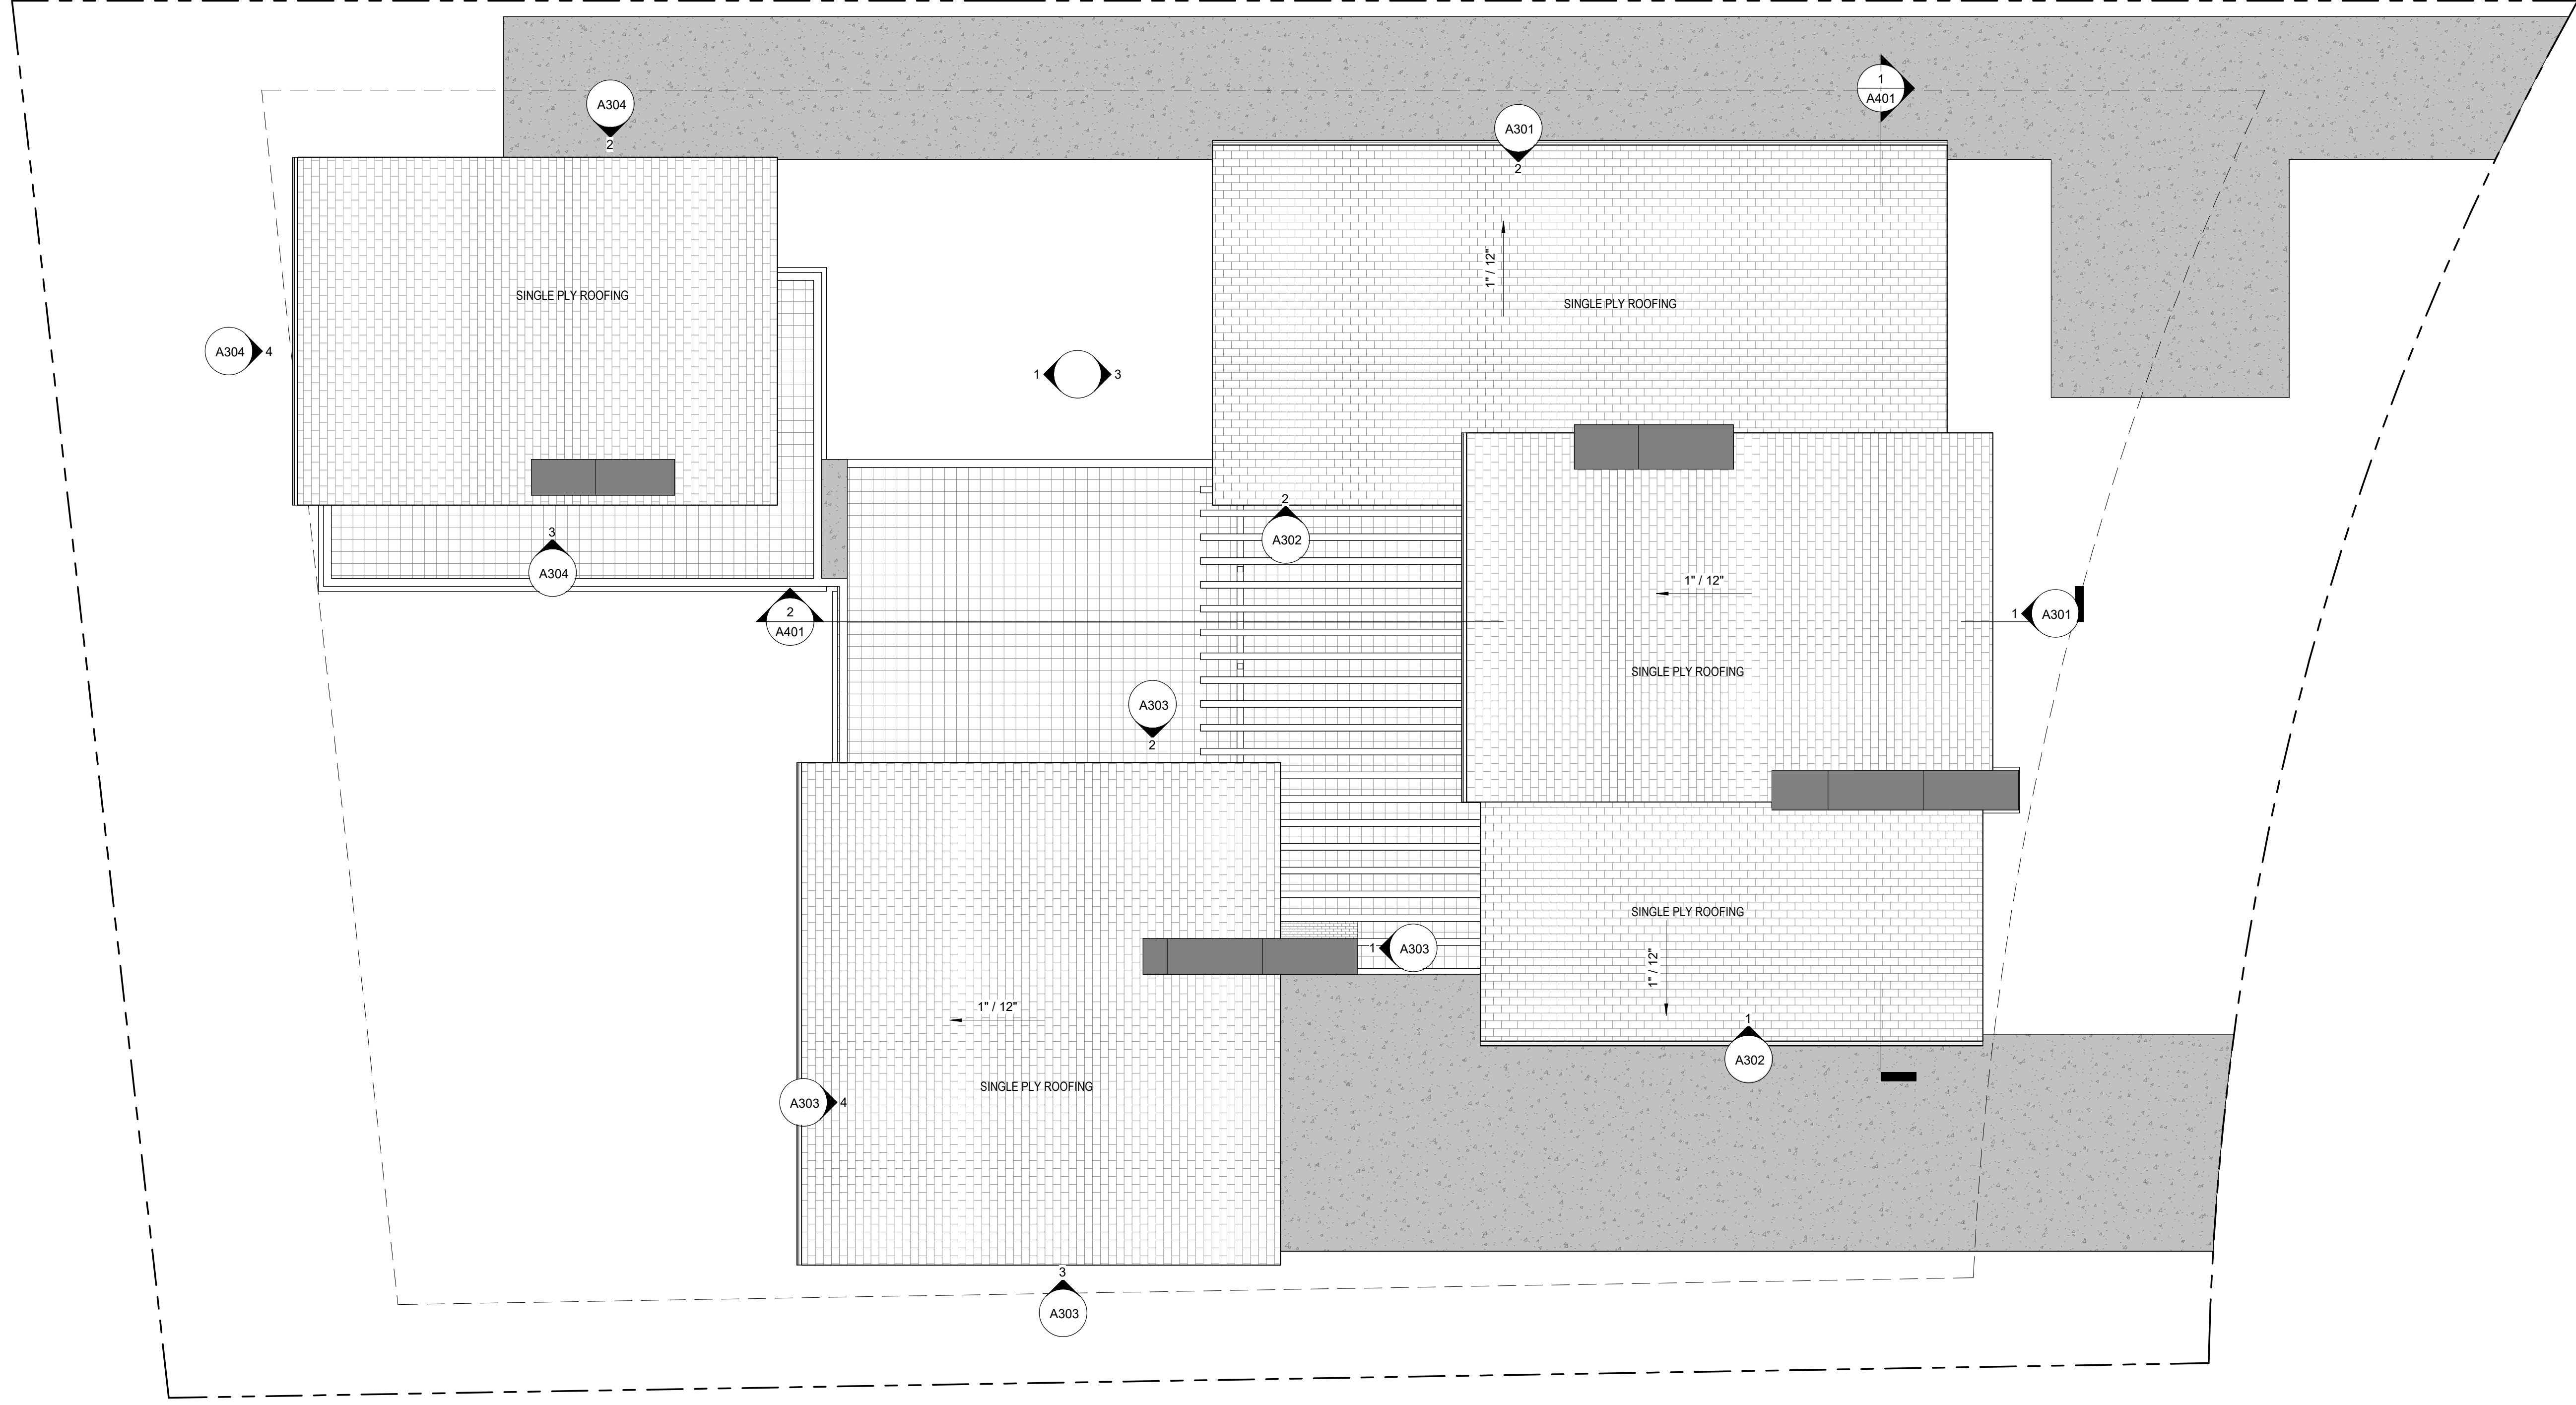 A304
2
1
A401
A301
2
1" / 12"
SINGLE PLY ROOFING
SINGLE PLY ROOFING
A304
4
1
3
2
A302
3
A304
1" / 12"
2
A401
1
A301
SINGLE PLY ROOFING
A303
2
SINGLE PLY ROOFING
1
A303
1" / 12"
1" / 12"
1
A302
SINGLE PLY ROOFING
A303
4
3
A303